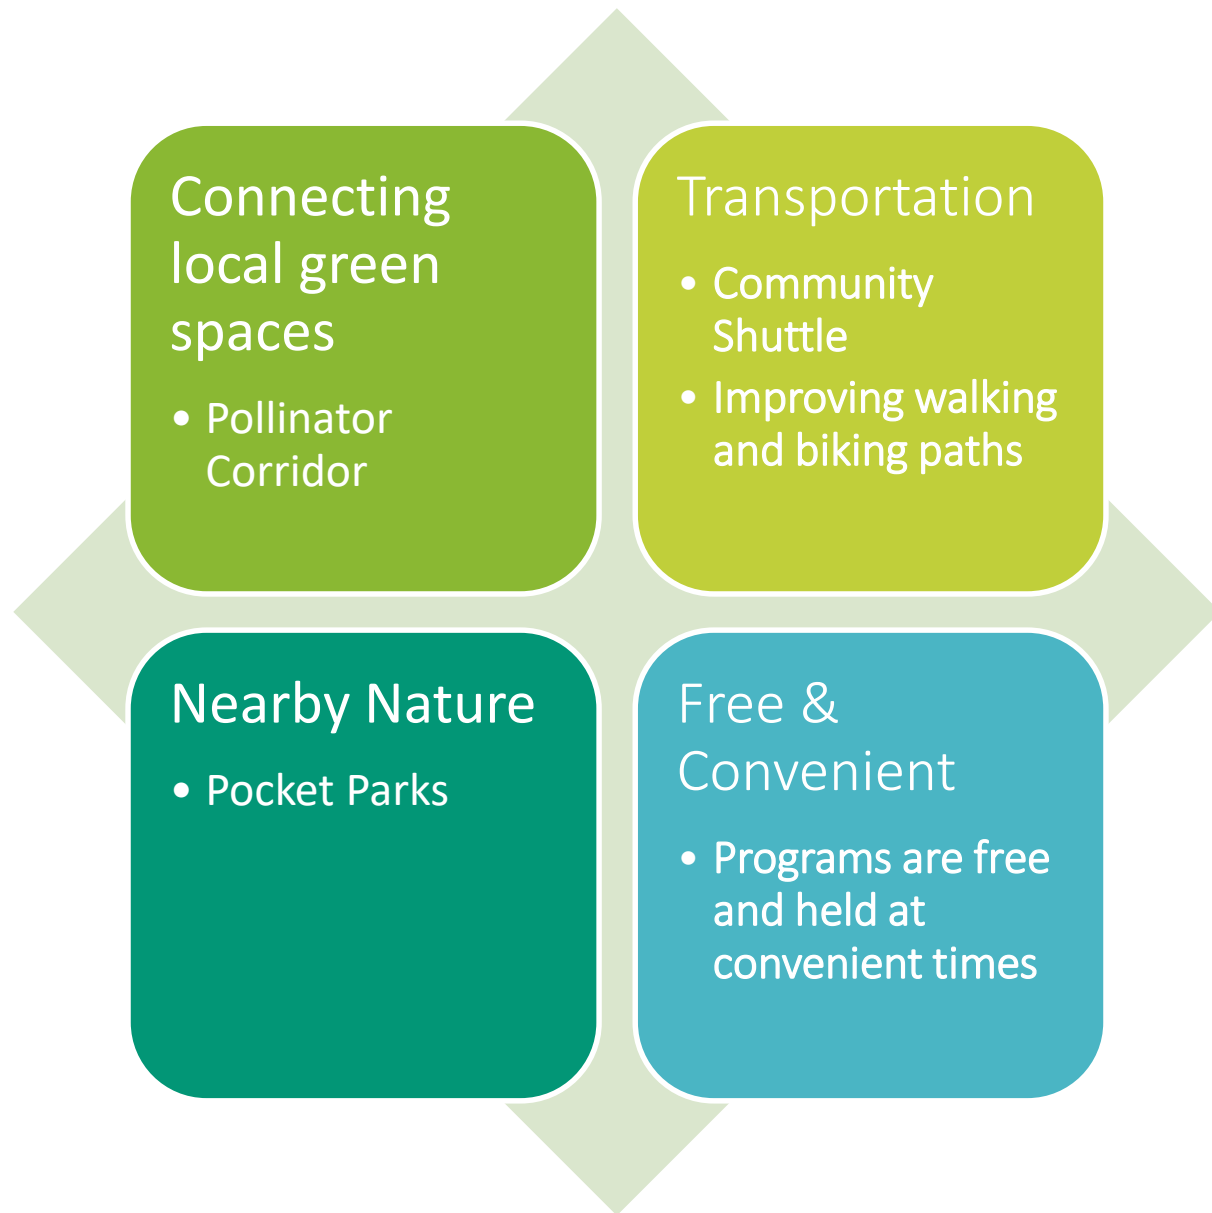 Connecting
local green
spaces
• Pollinator
Corridor
Transportation
• Community
Shuttle
• Improving walking
and biking paths
Nearby Nature
• Pocket Parks
Free &
Convenient
• Programs are free
and held at
convenient times